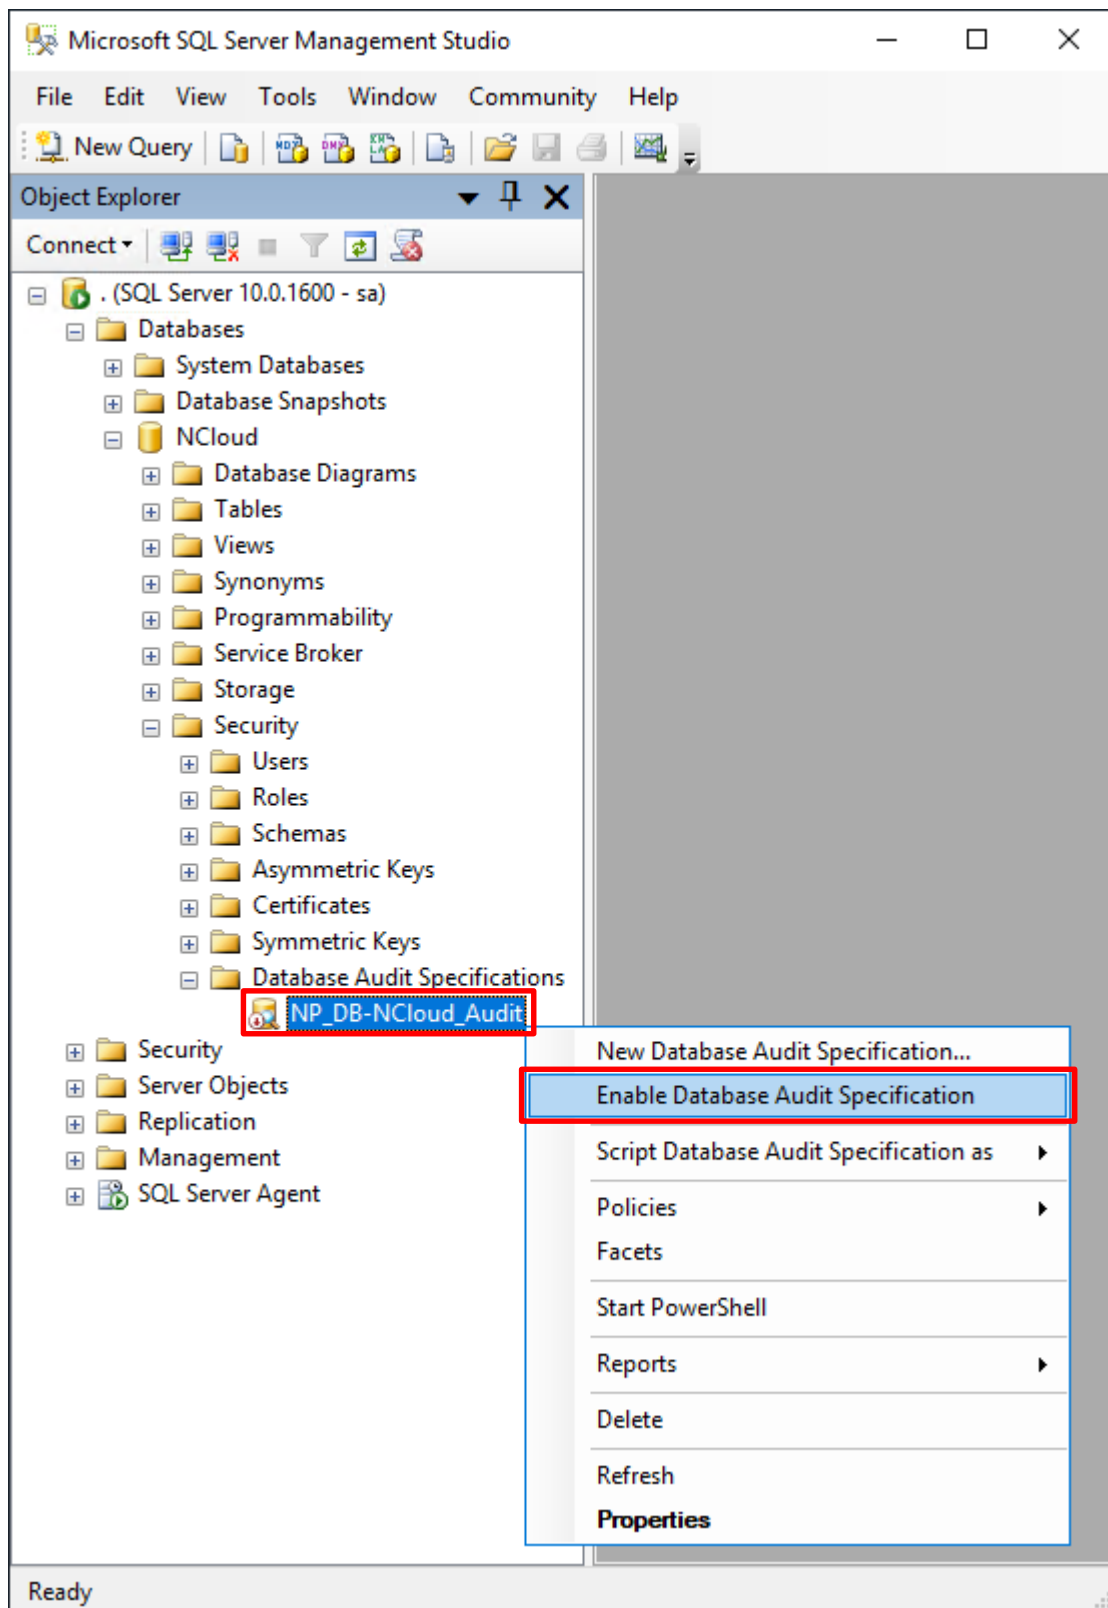 Microsoft SQL Server Management Studio
File Edit View Tools Window Community Help
New Query
Object Explorer
Connect
. (SQL Server 10.0.1600 - sa)
Databases
System Databases
Database Snapshots
NCloud
Database Diagrams
Tables
Views
Synonyms
Programmability
Service Broker
Storage
Security
Users
Roles
Schemas
Asymmetric Keys
Certificates
Symmetric Keys
Database Audit Specifications
NP_DB-NCloud_Audit
Security
Server Objects
Replication
Management
SQL Server Agent
New Database Audit Specification...
Enable Database Audit Specification
Script Database Audit Specification as
Policies
Facets
Start PowerShell
Reports
Delete
Refresh
Properties
Ready